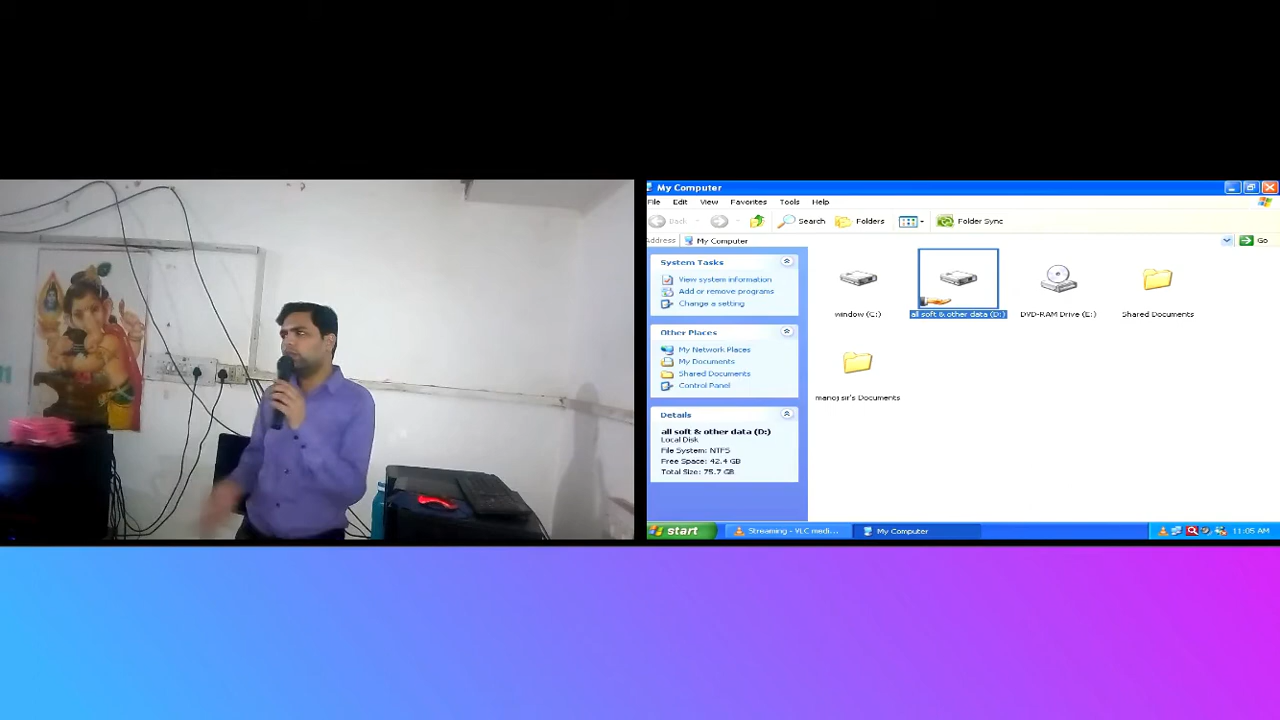 My Computer
File Edit View Favorites Tools Help
Back Search Folders Folder Sync
Address My Computer Go
System Tasks
View system information
Add or remove programs
Change a setting
Other Places
My Network Places
My Documents
Shared Documents
Control Panel
Details
all soft & other data (D:)
Local Disk
File System: NTFS
Free Space: 42.4 GB
Total Size: 75.7 GB
window (C:)
all soft & other data (D:)
DVD-RAM Drive (E:)
Shared Documents
manoj sir's Documents
start Streaming - VLC medi... My Computer 11:05 AM